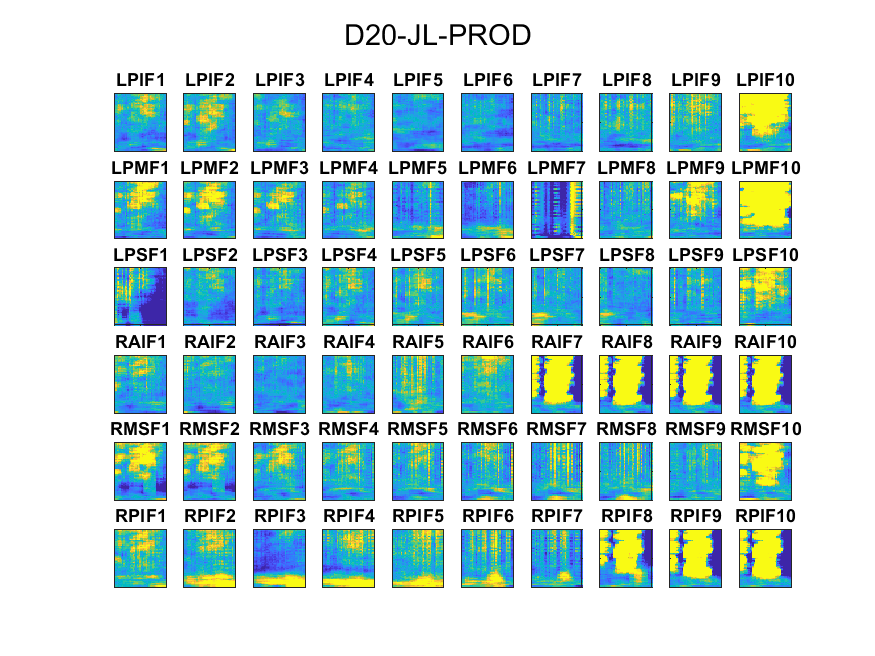 D20-JL-PROD
LPIF1 LPIF2 LPIF3 LPIF4 LPIF5 LPIF6 LPIF7 LPIF8 LPIF9 LPIF10
LPMF1 LPMF2 LPMF3 LPMF4 LPMF5 LPMF6 LPMF7 LPMF8 LPMF9 LPMF10
LPSF1 LPSF2 LPSF3 LPSF4 LPSF5 LPSF6 LPSF7 LPSF8 LPSF9 LPSF10
RAIF1 RAIF2 RAIF3 RAIF4 RAIF5 RAIF6 RAIF7 RAIF8 RAIF9 RAIF10
RMSF1 RMSF2 RMSF3 RMSF4 RMSF5 RMSF6 RMSF7 RMSF8 RMSF9 RMSF10
RPIF1 RPIF2 RPIF3 RPIF4 RPIF5 RPIF6 RPIF7 RPIF8 RPIF9 RPIF10